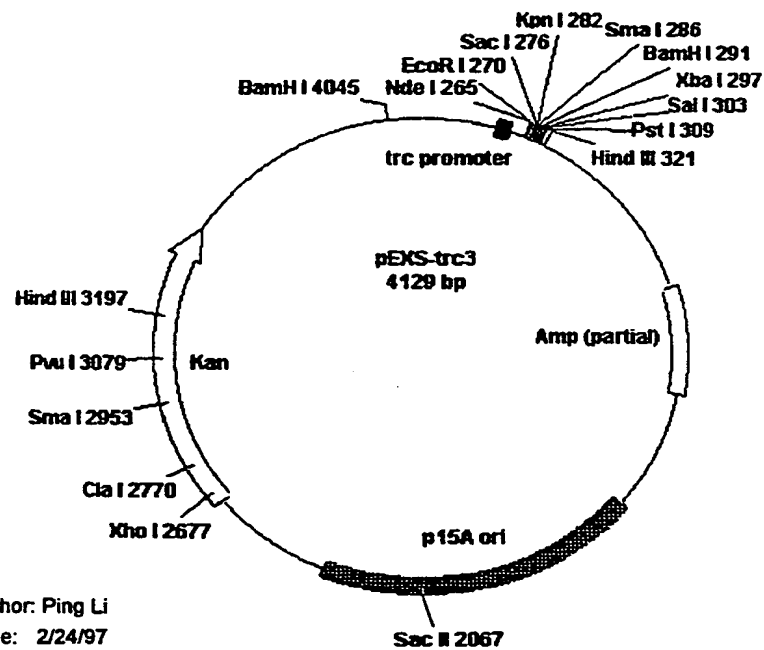 Kpn I 282
Sma I 286
Sac I 276
BamH I 291
EcoR I 270
Xba I 297
BamH I 4045
Nde I 265
Sal I 303
Pst I 309
trc promoter
Hind III 321
pEXS-trc3
4129 bp
Hind III 3197
Amp (partial)
Pvu I 3079
Kan
Sma I 2953
Cla I 2770
Xho I 2677
p15A ori
hor: Ping Li
e: 2/24/97
Sac II 2067